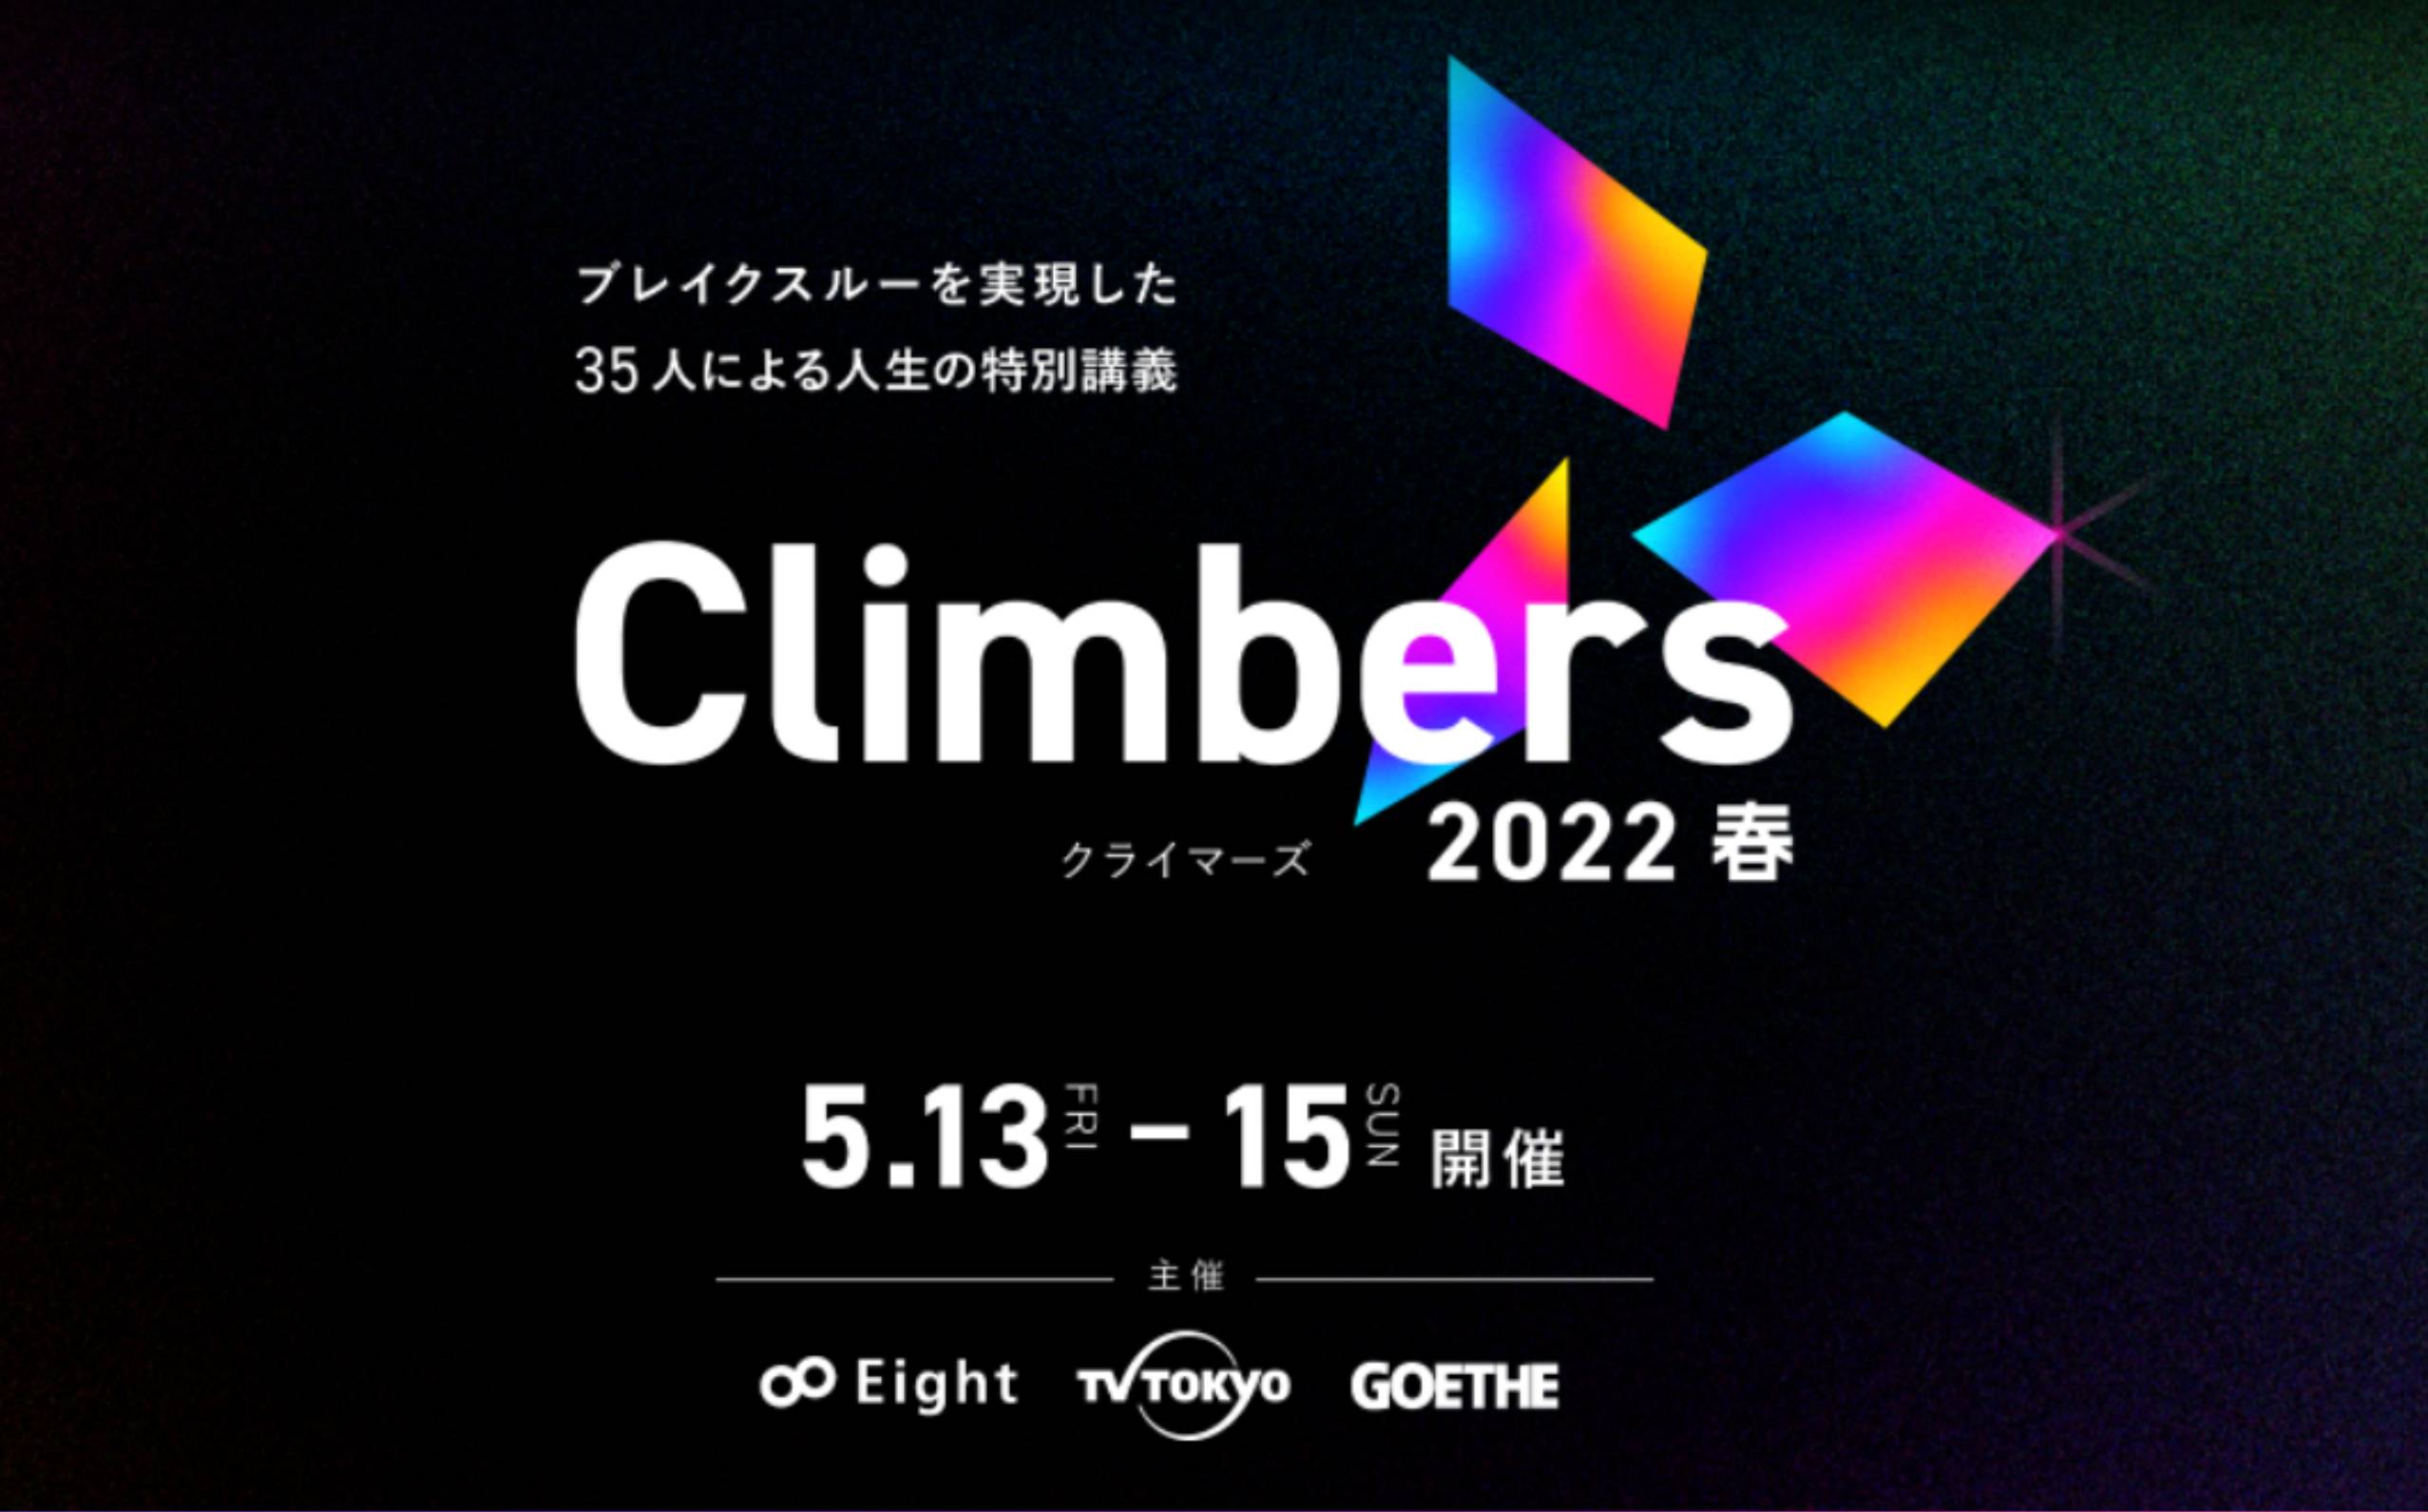 ブレイクスルーを実現した
35人による人生の特別講義
Climbers
クライマーズ 2022 春
5.13 FRI – 15 SUN 開催
主催
Eight TV TOKYO GOETHE